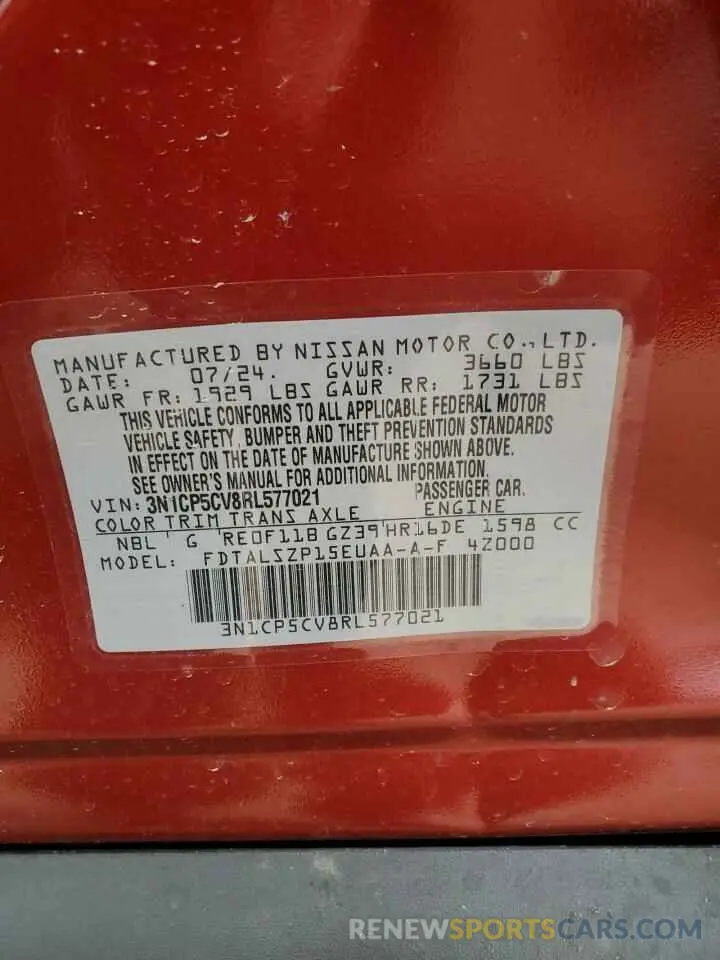 MANUFACTURED BY NISSAN MOTOR CO., LTD.
DATE: 07/24. GVWR: 3660 LBS
GAWR FR: 1929 LBS GAWR RR: 1731 LBS
THIS VEHICLE CONFORMS TO ALL APPLICABLE FEDERAL MOTOR
VEHICLE SAFETY, BUMPER AND THEFT PREVENTION STANDARDS
IN EFFECT ON THE DATE OF MANUFACTURE SHOWN ABOVE.
SEE OWNER'S MANUAL FOR ADDITIONAL INFORMATION.
VIN: 3N1CP5CV8RL577021 PASSENGER CAR.
COLOR TRIM TRANS AXLE ENGINE
NBL G RE0F11B GZ39 HR16DE 1598 CC
MODEL: FDTALSZP15EUAA-A-F 4Z000
3N1CP5CV8RL577021
RENEWSPORTSCARS.COM